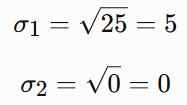 σ1 = √25 = 5
σ2 = √0 = 0